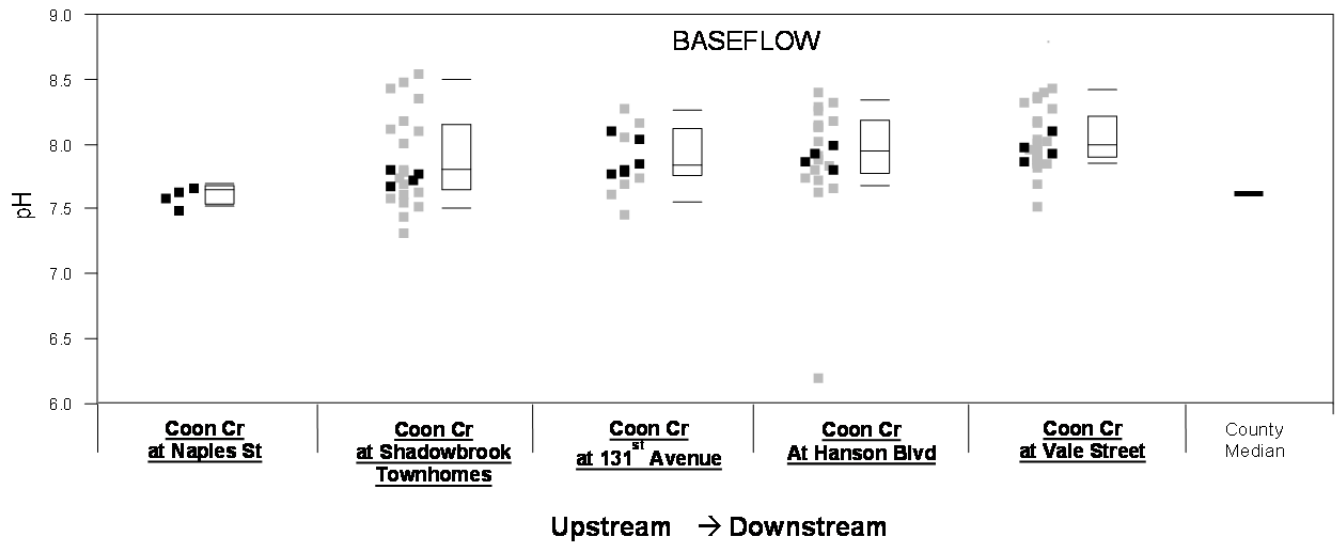 BASEFLOW
pH
9.0
8.5
8.0
7.5
7.0
6.5
6.0
Coon Cr
at Naples St
Coon Cr
at Shadowbrook
Townhomes
Coon Cr
at 131st Avenue
Coon Cr
At Hanson Blvd
Coon Cr
at Vale Street
County
Median
Upstream → Downstream